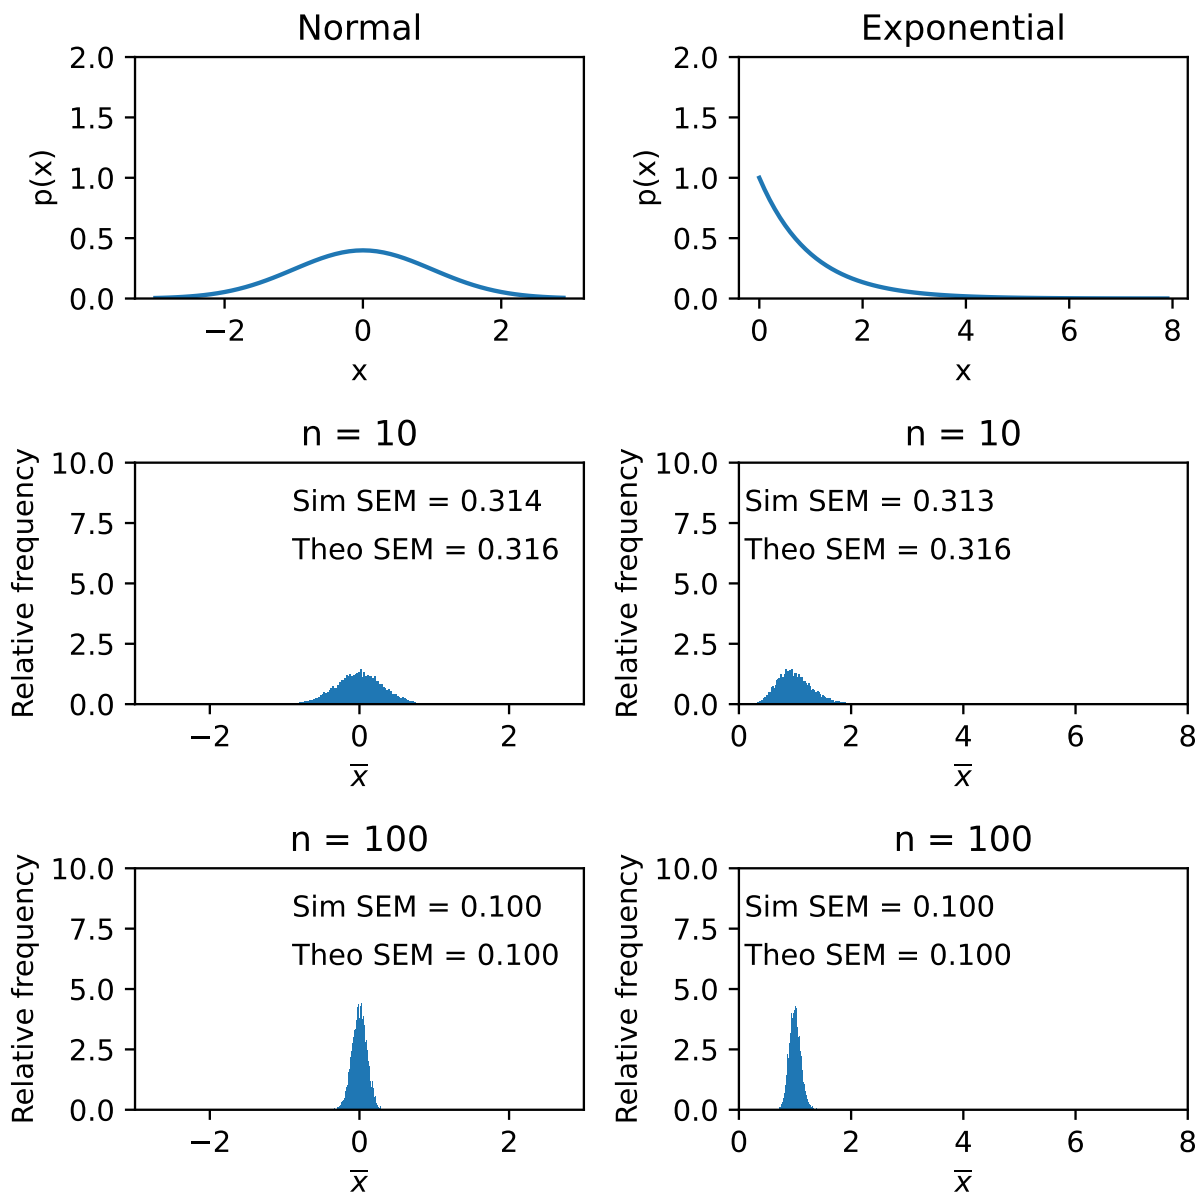 Normal
2.0
1.5
1.0
0.5
0.0
p(x)
−2 0 2
x
Exponential
2.0
1.5
1.0
0.5
0.0
p(x)
0 2 4 6 8
x
n = 10
10.0
7.5
5.0
2.5
0.0
Relative frequency
Sim SEM = 0.314
Theo SEM = 0.316
−2 0 2
x̅
n = 10
10.0
7.5
5.0
2.5
0.0
Relative frequency
Sim SEM = 0.313
Theo SEM = 0.316
0 2 4 6 8
x̅
n = 100
10.0
7.5
5.0
2.5
0.0
Relative frequency
Sim SEM = 0.100
Theo SEM = 0.100
−2 0 2
x̅
n = 100
10.0
7.5
5.0
2.5
0.0
Relative frequency
Sim SEM = 0.100
Theo SEM = 0.100
0 2 4 6 8
x̅